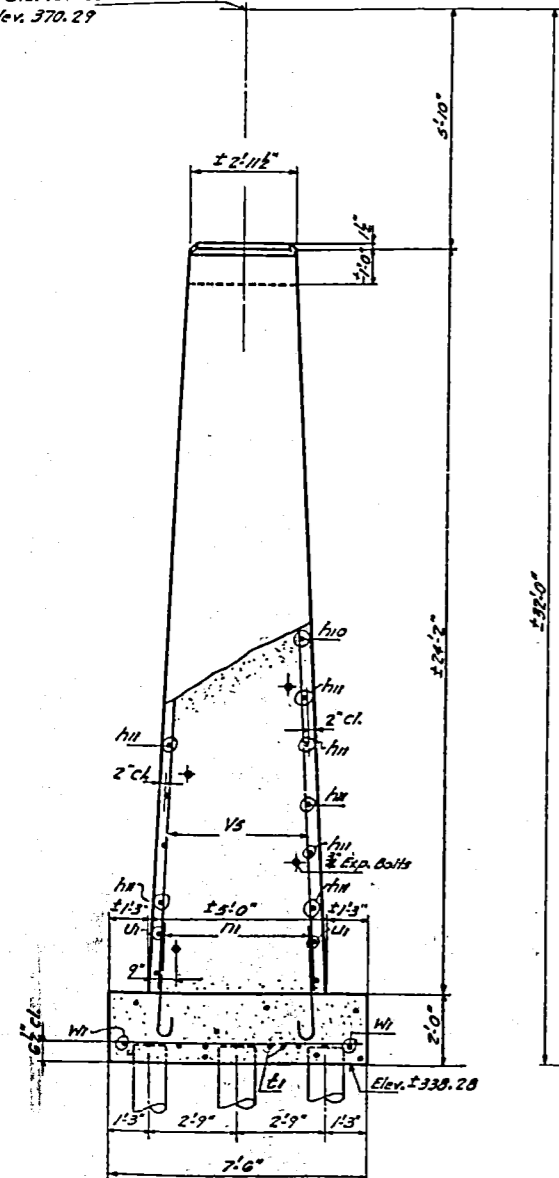 Elev. 370.29
5'-10"
± 2'-11½"
1½"
±1'-0"
±24'-2"
±32'-0"
h10
h11
2" cl.
h11
h11
2" cl.
h11
V5
h11
¾" Exp. Bolts
h11
h11
±1'-3"
±5'-0"
±1'-3"
u1
n1
u1
9"
2'-0"
6½" cl.
w1
w1
t1
Elev. ±338.28
1'-3"
2'-9"
2'-9"
1'-3"
7'-6"